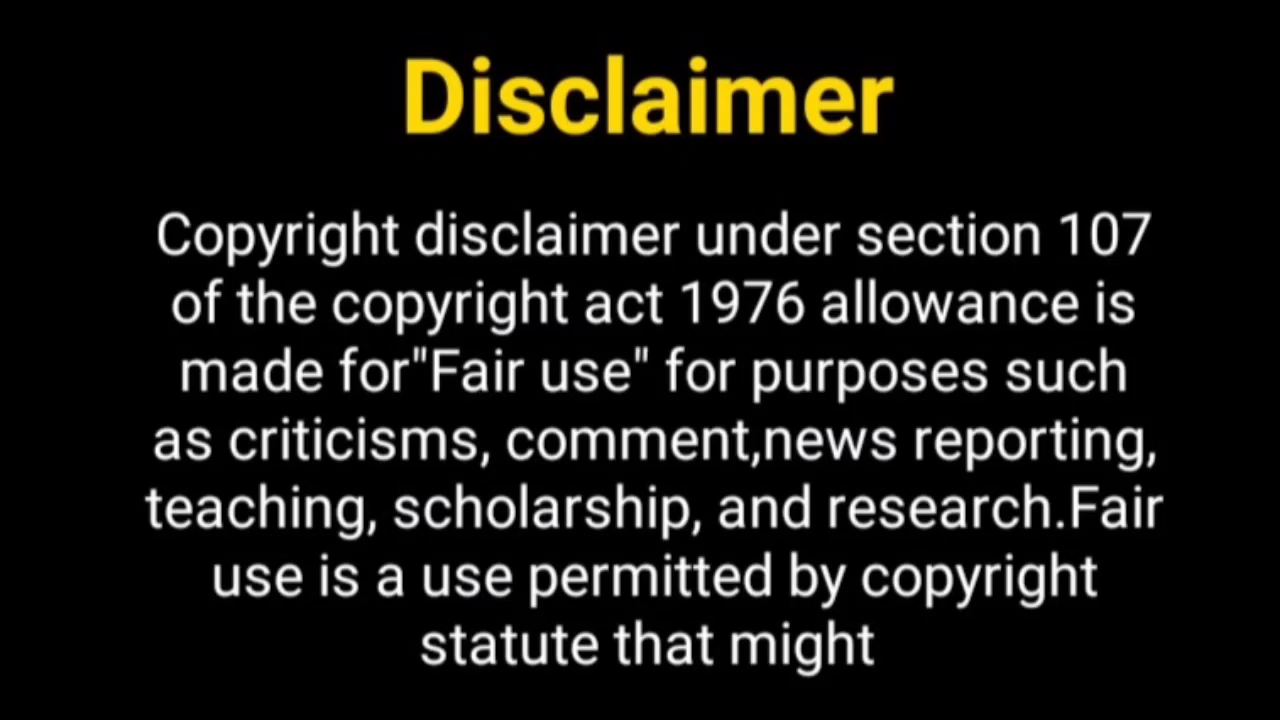 Disclaimer
Copyright disclaimer under section 107
of the copyright act 1976 allowance is
made for"Fair use" for purposes such
as criticisms, comment,news reporting,
teaching, scholarship, and research.Fair
use is a use permitted by copyright
statute that might